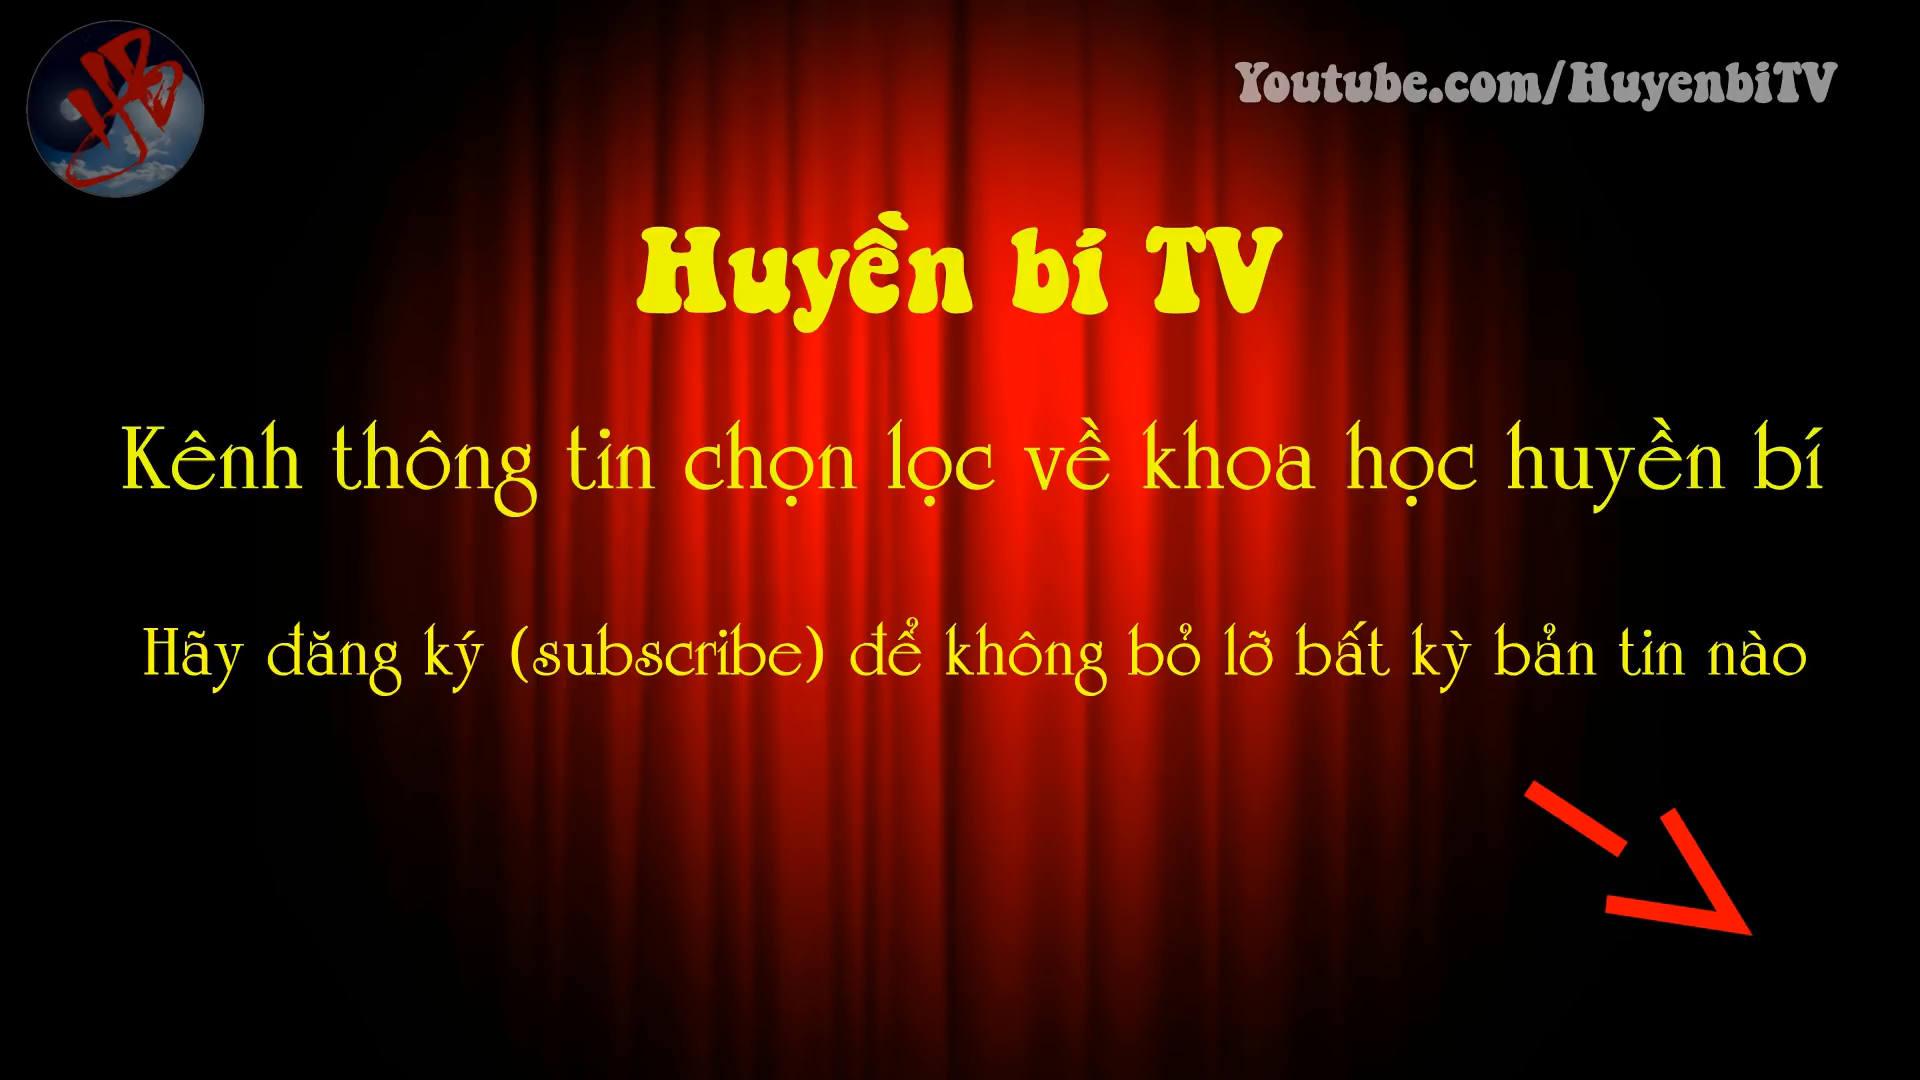 Youtube.com/HuyenbiTV
Huyền bí TV
Kênh thông tin chọn lọc về khoa học huyền bí
Hãy đăng ký (subscribe) để không bỏ lỡ bất kỳ bản tin nào